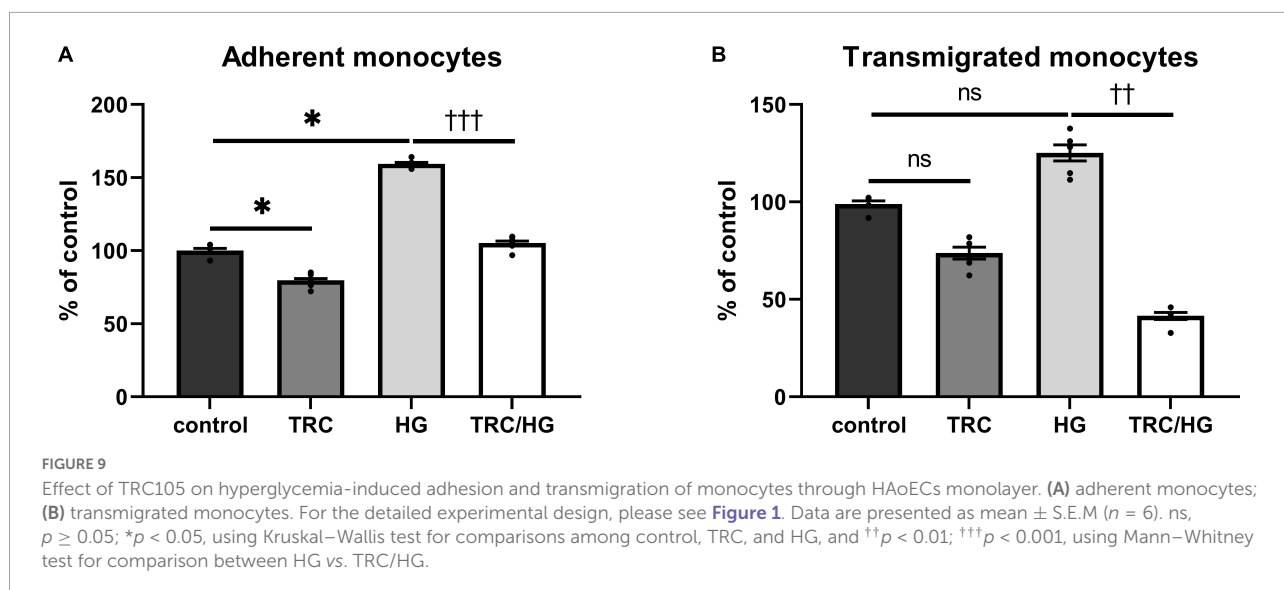 A
Adherent monocytes
% of control
200
150
100
50
0
✱
✱
†††
control TRC HG TRC/HG
B
Transmigrated monocytes
% of control
150
100
50
0
ns
ns
††
control TRC HG TRC/HG
FIGURE 9
Effect of TRC105 on hyperglycemia-induced adhesion and transmigration of monocytes through HAoECs monolayer. (A) adherent monocytes;
(B) transmigrated monocytes. For the detailed experimental design, please see Figure 1. Data are presented as mean ± S.E.M (n = 6). ns,
p ≥ 0.05; *p < 0.05, using Kruskal–Wallis test for comparisons among control, TRC, and HG, and ††p < 0.01; †††p < 0.001, using Mann–Whitney
test for comparison between HG vs. TRC/HG.